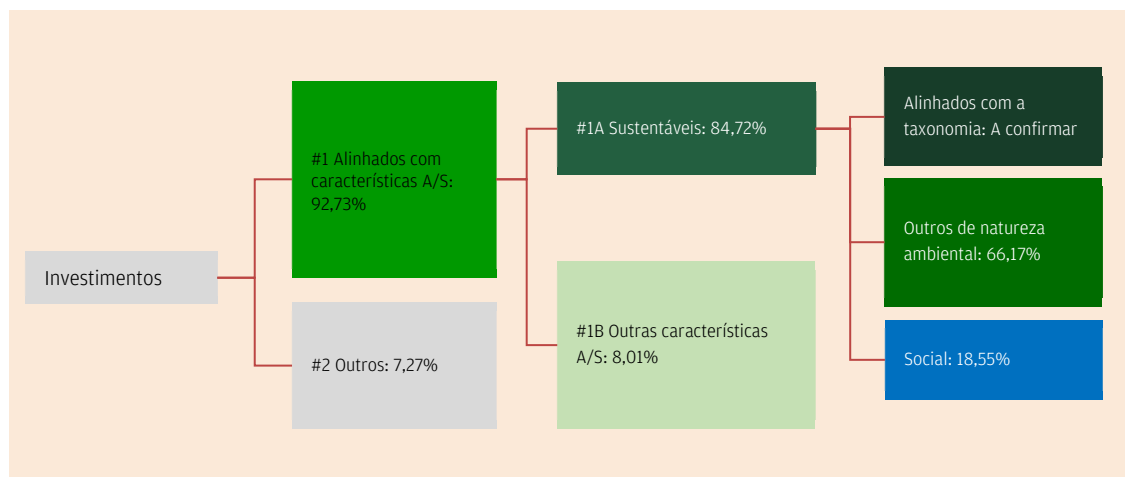 Investimentos
#1 Alinhados com
características A/S:
92,73%
#2 Outros: 7,27%
#1A Sustentáveis: 84,72%
#1B Outras características
A/S: 8,01%
Alinhados com a
taxonomia: A confirmar
Outros de natureza
ambiental: 66,17%
Social: 18,55%